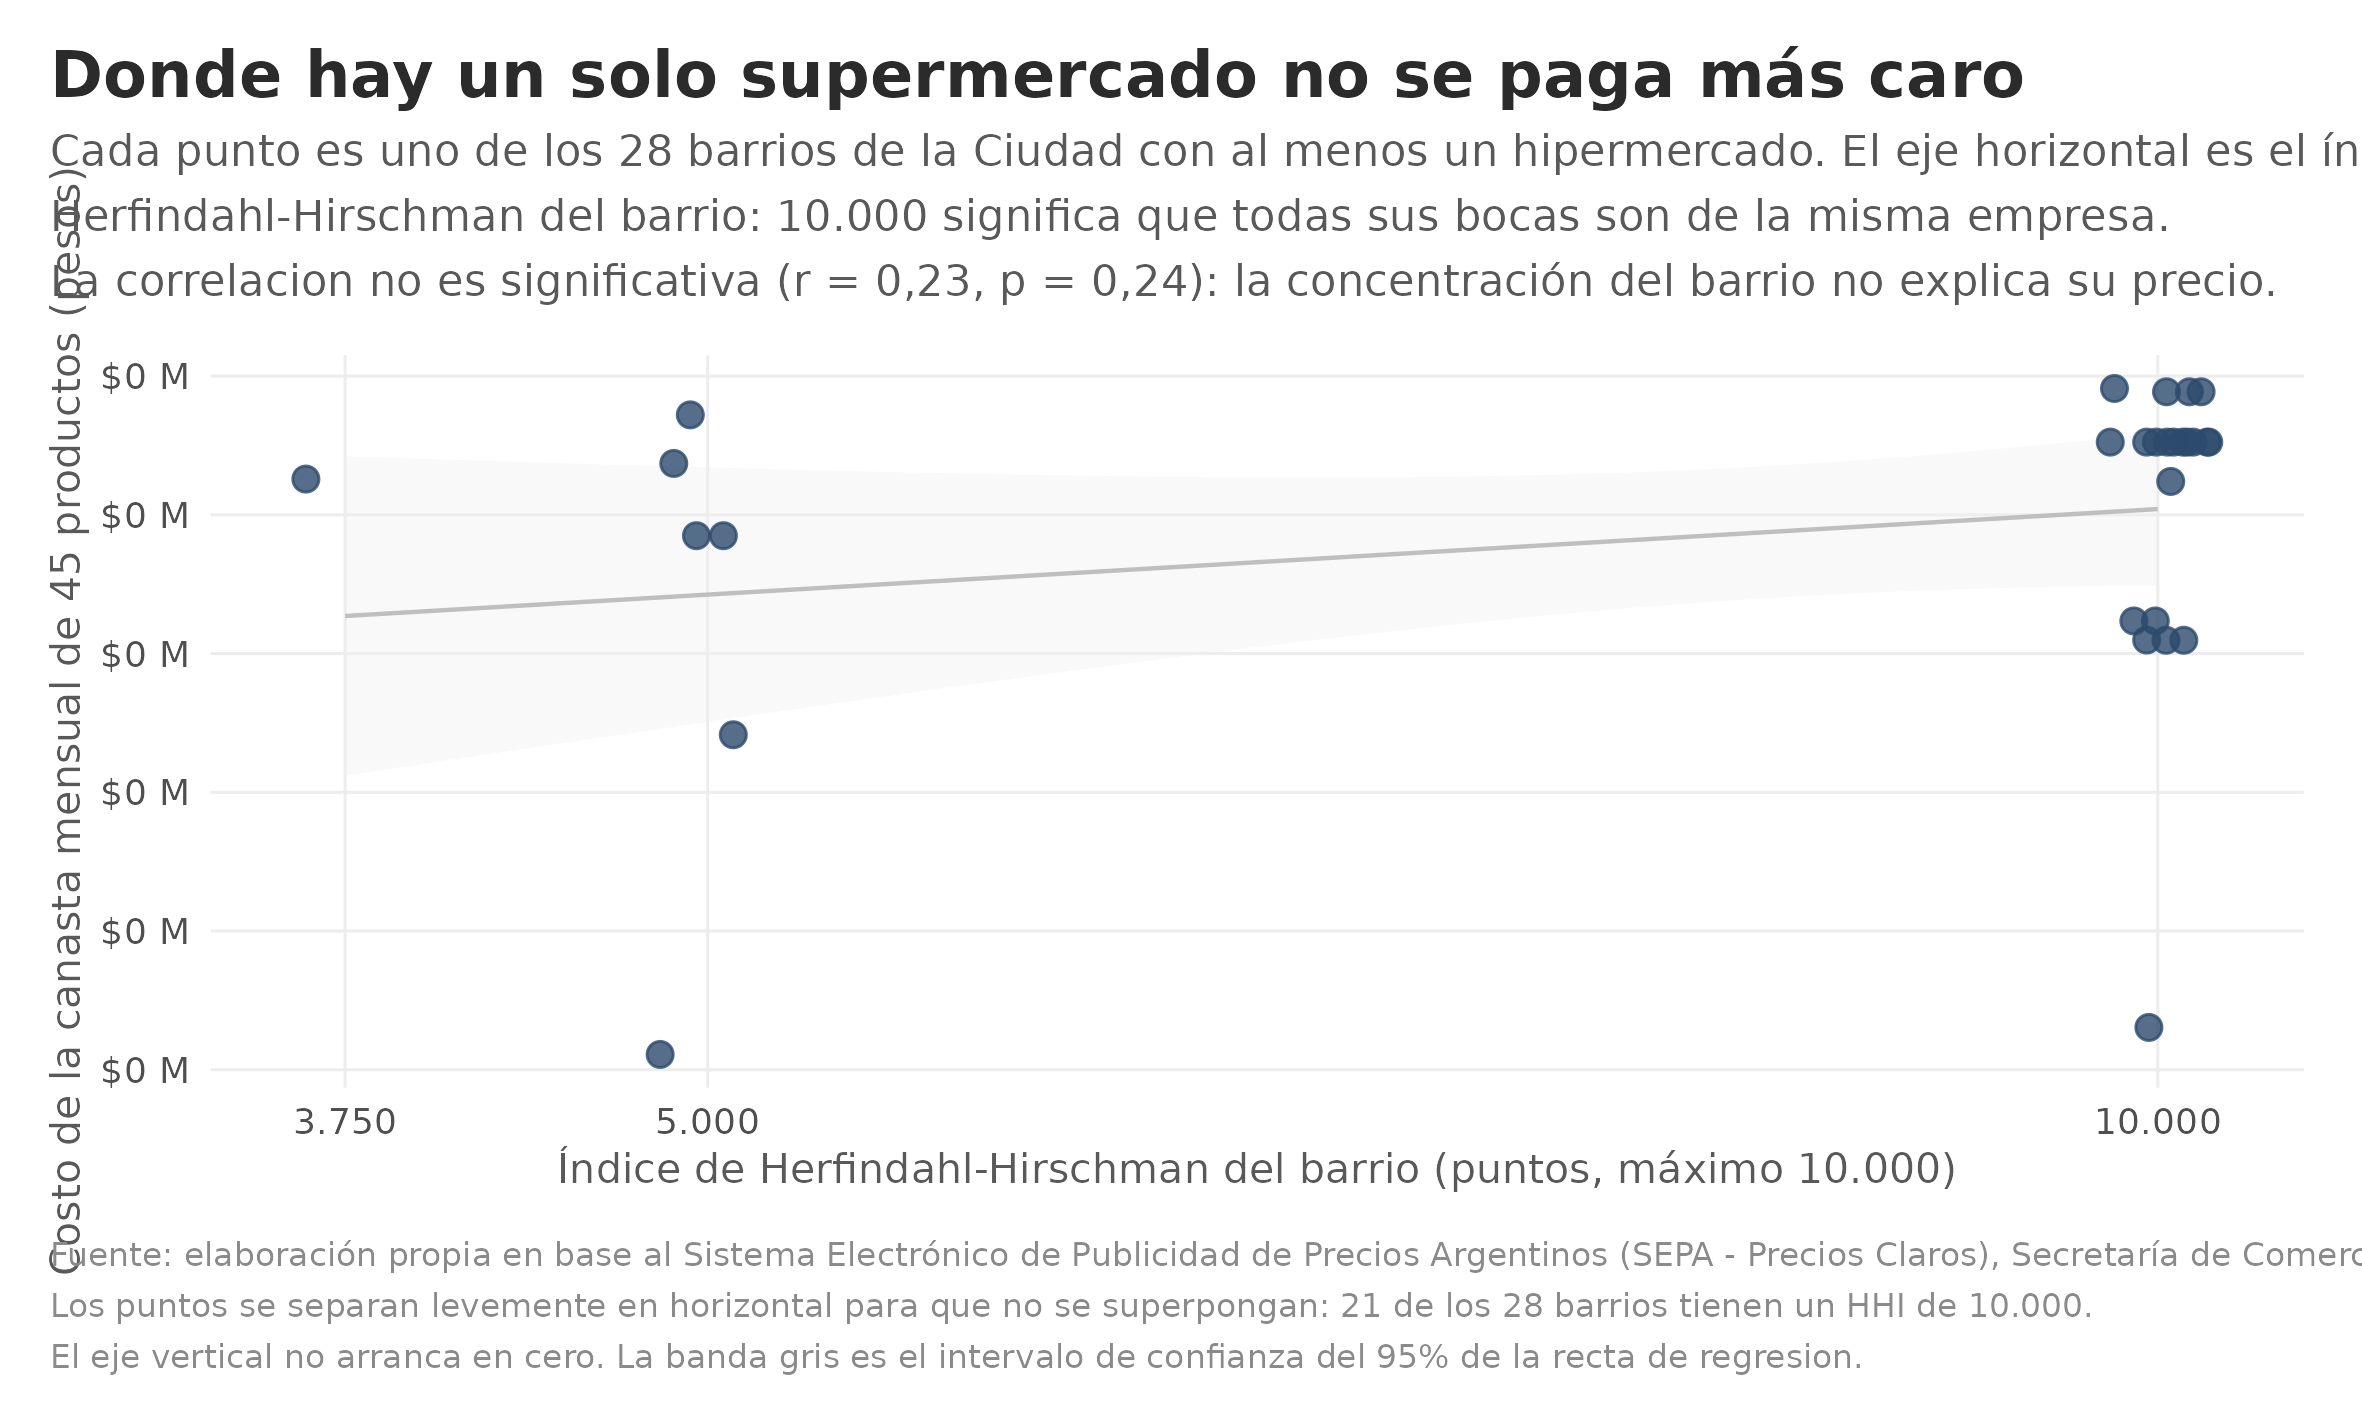 Donde hay un solo supermercado no se paga más caro
Cada punto es uno de los 28 barrios de la Ciudad con al menos un hipermercado. El eje horizontal es el ín
Herfindahl-Hirschman del barrio: 10.000 significa que todas sus bocas son de la misma empresa.
La correlacion no es significativa (r = 0,23, p = 0,24): la concentración del barrio no explica su precio.
Costo de la canasta mensual de 45 productos (pesos)
$0 M
$0 M
$0 M
$0 M
$0 M
$0 M
3.750
5.000
10.000
Índice de Herfindahl-Hirschman del barrio (puntos, máximo 10.000)
Fuente: elaboración propia en base al Sistema Electrónico de Publicidad de Precios Argentinos (SEPA - Precios Claros), Secretaría de Comerc
Los puntos se separan levemente en horizontal para que no se superpongan: 21 de los 28 barrios tienen un HHI de 10.000.
El eje vertical no arranca en cero. La banda gris es el intervalo de confianza del 95% de la recta de regresion.